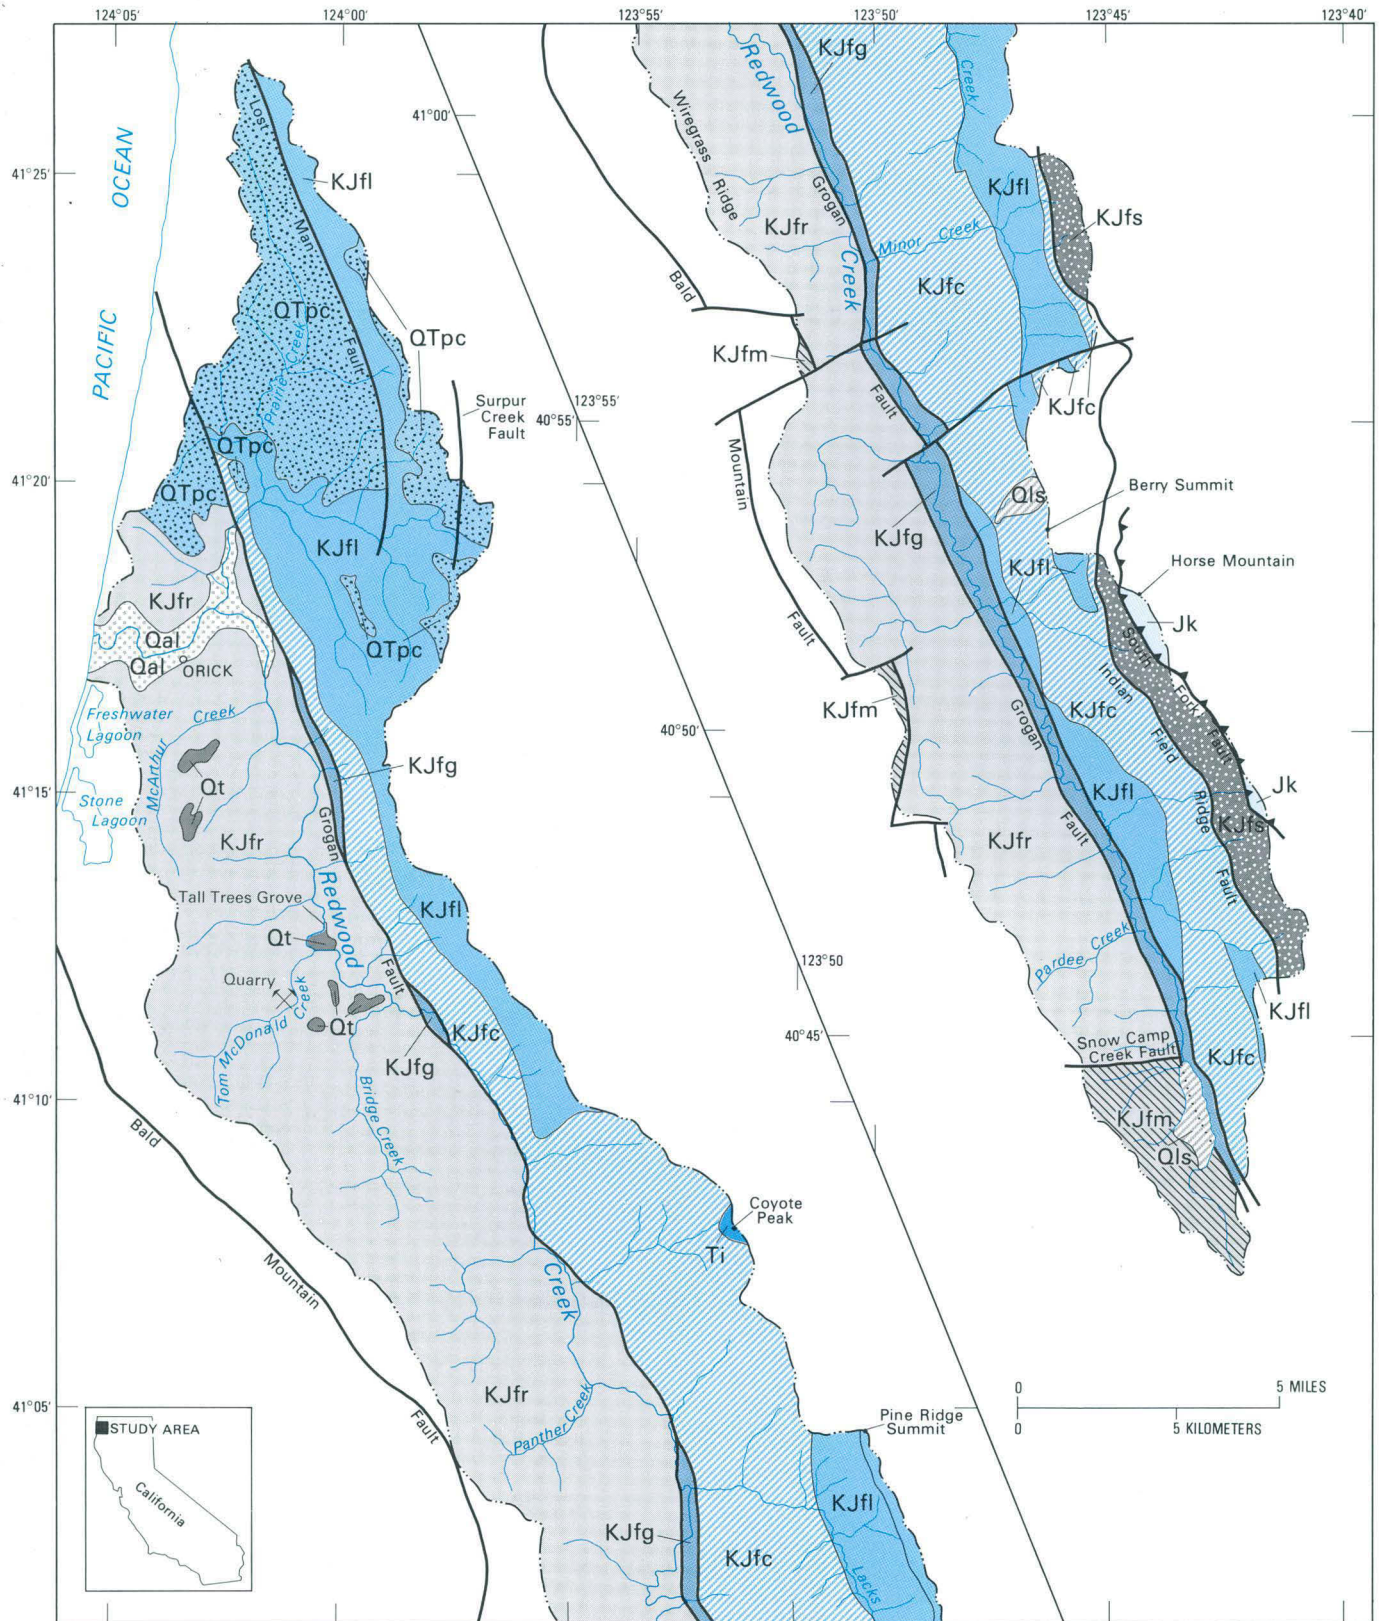 124°05'
124°00'
123°55'
123°50'
123°45'
123°40'
41°00'
41°25'
41°20'
41°15'
41°10'
41°05'
PACIFIC OCEAN
Lost Man Fault
KJfl
QTpc
Prairie Creek
QTpc
QTpc
QTpc
Surpur
Creek
Fault
123°55'
40°55'
KJfl
KJfr
QTpc
Qal
Qal
ORICK
Freshwater
Lagoon
McArthur Creek
Stone
Lagoon
Qt
KJfr
KJfg
Grogan Fault
Redwood Creek
Tall Trees Grove
Qt
KJfl
Quarry
Tom McDonald Creek
Qt
KJfc
KJfg
Bridge Creek
Bald Mountain Fault
Coyote
Peak
Ti
KJfr
Panther Creek
Pine Ridge
Summit
KJfl
KJfg
KJfc
Lacks Creek
STUDY AREA
California
Redwood Creek
KJfg
Wiregrass Ridge
Grogan Fault
KJfr
Minor Creek
KJfl
KJfs
KJfc
Bald Mountain Fault
KJfm
KJfc
Qls
Berry Summit
KJfg
KJfl
Horse Mountain
Jk
South Fork Fault
Indian Field Ridge Fault
KJfm
40°50'
Grogan Fault
KJfc
KJfl
Jk
KJfs
KJfr
Pardee Creek
123°50
40°45'
KJfl
Snow Camp
Creek Fault
KJfc
KJfm
Qls
0 5 MILES
0 5 KILOMETERS